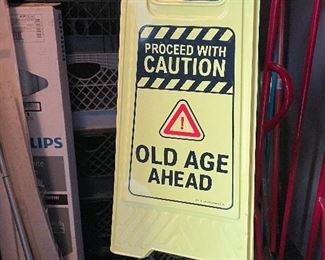 PROCEED WITH
CAUTION
!
OLD AGE
AHEAD
LIPS